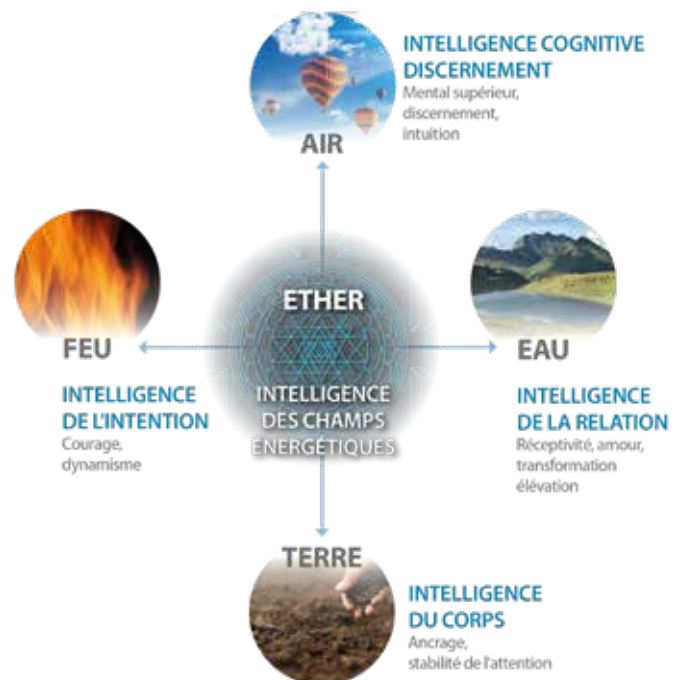 INTELLIGENCE COGNITIVE
DISCERNEMENT
Mental supérieur,
discernement,
intuition
AIR
ETHER
INTELLIGENCE
DES CHAMPS
ÉNERGÉTIQUES
FEU
INTELLIGENCE
DE L'INTENTION
Courage,
dynamisme
EAU
INTELLIGENCE
DE LA RELATION
Réceptivité, amour,
transformation
élévation
TERRE
INTELLIGENCE
DU CORPS
Ancrage,
stabilité de l'attention